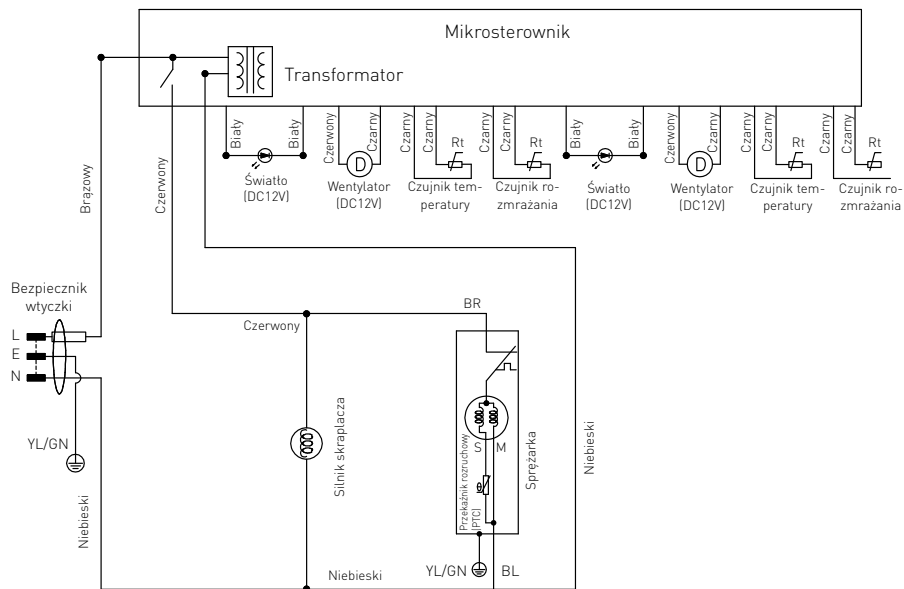 Mikrosterownik
Transformator
Biały
Biały
Czerwony
Czarny
Czarny
Czarny
Czarny
Czarny
Biały
Biały
Czerwony
Czarny
Czarny
Czarny
Czarny
Czarny
Rt
Rt
Rt
Rt
D
D
Światło
(DC12V)
Wentylator
(DC12V)
Czujnik tem-
peratury
Czujnik ro-
zmrażania
Światło
(DC12V)
Wentylator
(DC12V)
Czujnik tem-
peratury
Czujnik ro-
zmrażania
Brązowy
Czerwony
Bezpiecznik
wtyczki
L
E
N
YL/GN
Niebieski
Czerwony
BR
Silnik skraplacza
S
M
Przekaźnik rozruchowy
(PTC)
Sprężarka
Niebieski
YL/GN
BL
Niebieski